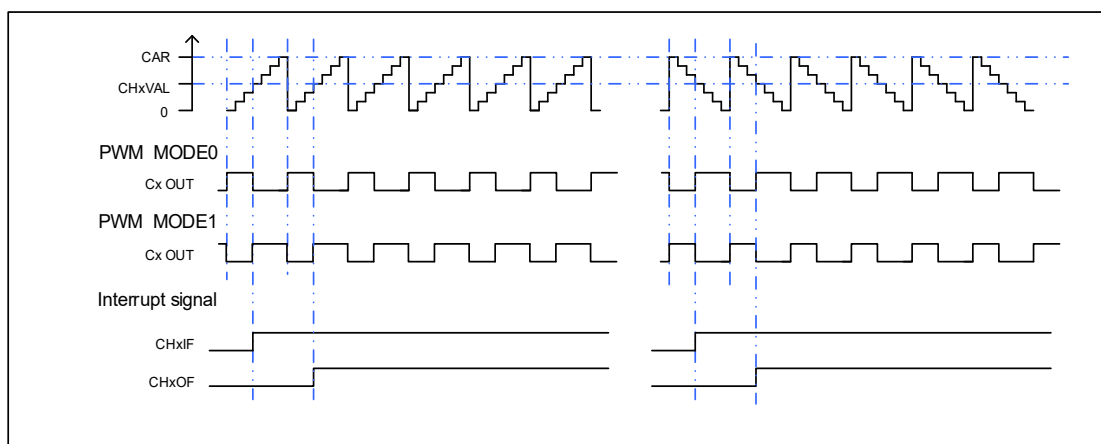 CAR
CHxVAL
0
PWM MODE0
Cx OUT
PWM MODE1
Cx OUT
Interrupt signal
CHxIF
CHxOF